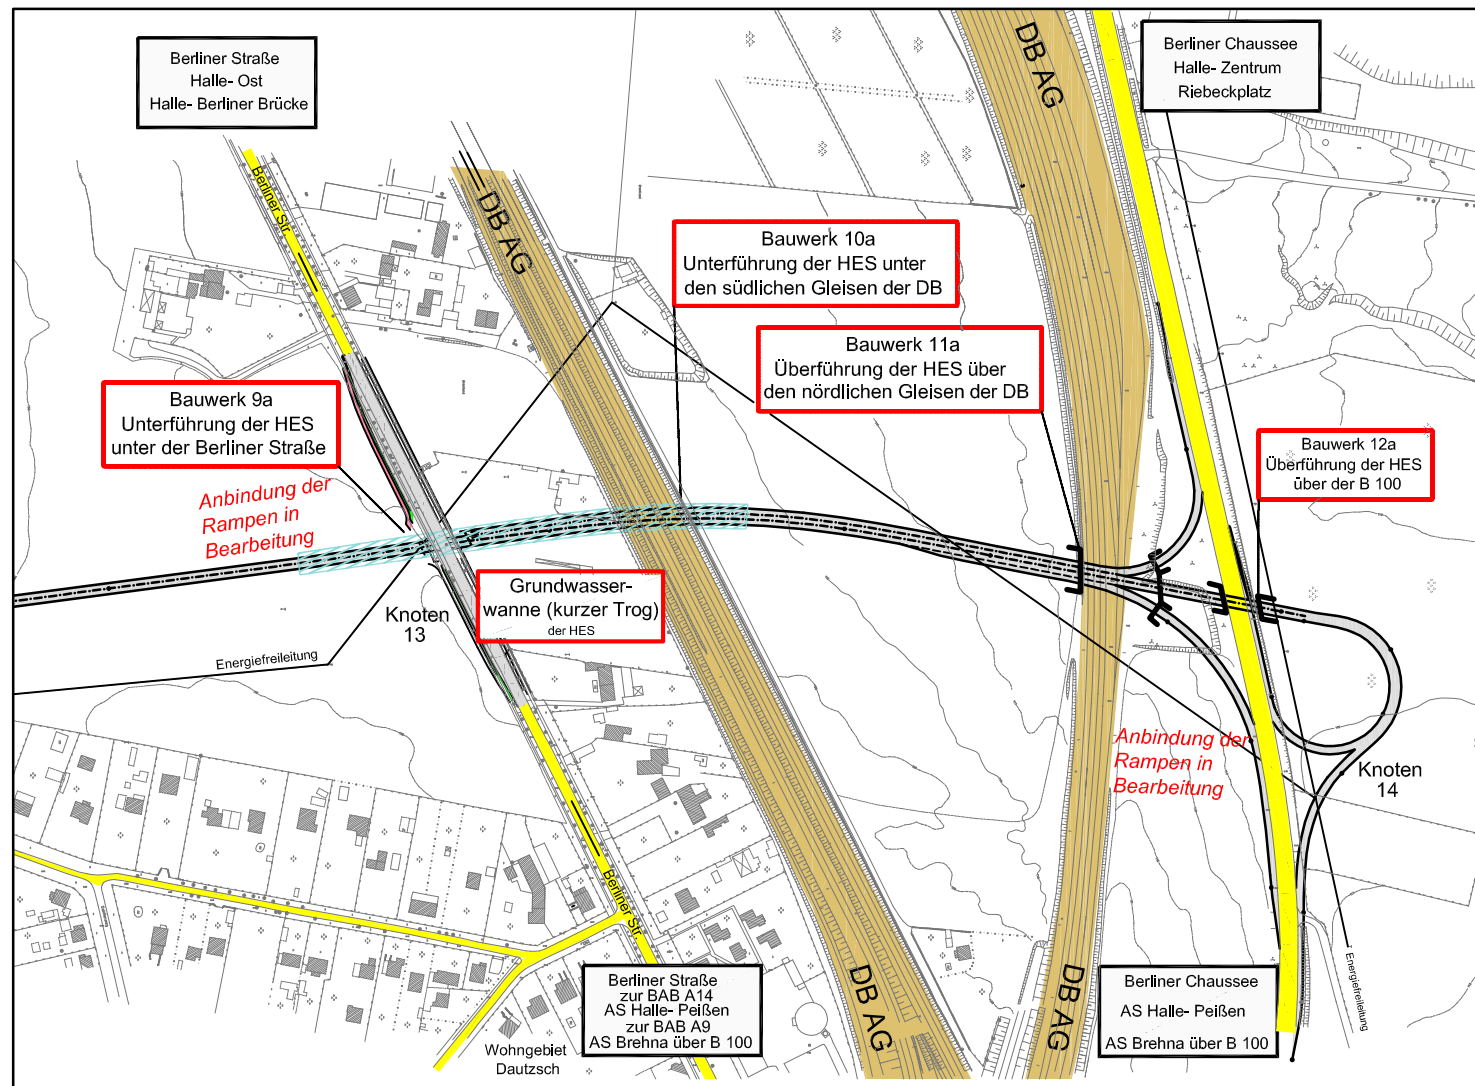 Berliner Straße
Halle- Ost
Halle- Berliner Brücke
Berliner Chaussee
Halle- Zentrum
Riebeckplatz
DB AG
DB AG
Berliner Str.
Bauwerk 10a
Unterführung der HES unter
den südlichen Gleisen der DB
Bauwerk 11a
Überführung der HES über
den nördlichen Gleisen der DB
Bauwerk 9a
Unterführung der HES
unter der Berliner Straße
Bauwerk 12a
Überführung der HES
über der B 100
Anbindung der
Rampen in
Bearbeitung
Grundwasser-
wanne (kurzer Trog)
der HES
Knoten
13
Energiefreileitung
Anbindung der
Rampen in
Bearbeitung
Knoten
14
Berliner Str.
Berliner Straße
zur BAB A14
AS Halle- Peißen
zur BAB A9
AS Brehna über B 100
Wohngebiet
Dautzsch
DB AG
DB AG
Berliner Chaussee
AS Halle- Peißen
AS Brehna über B 100
Energiefreileitung